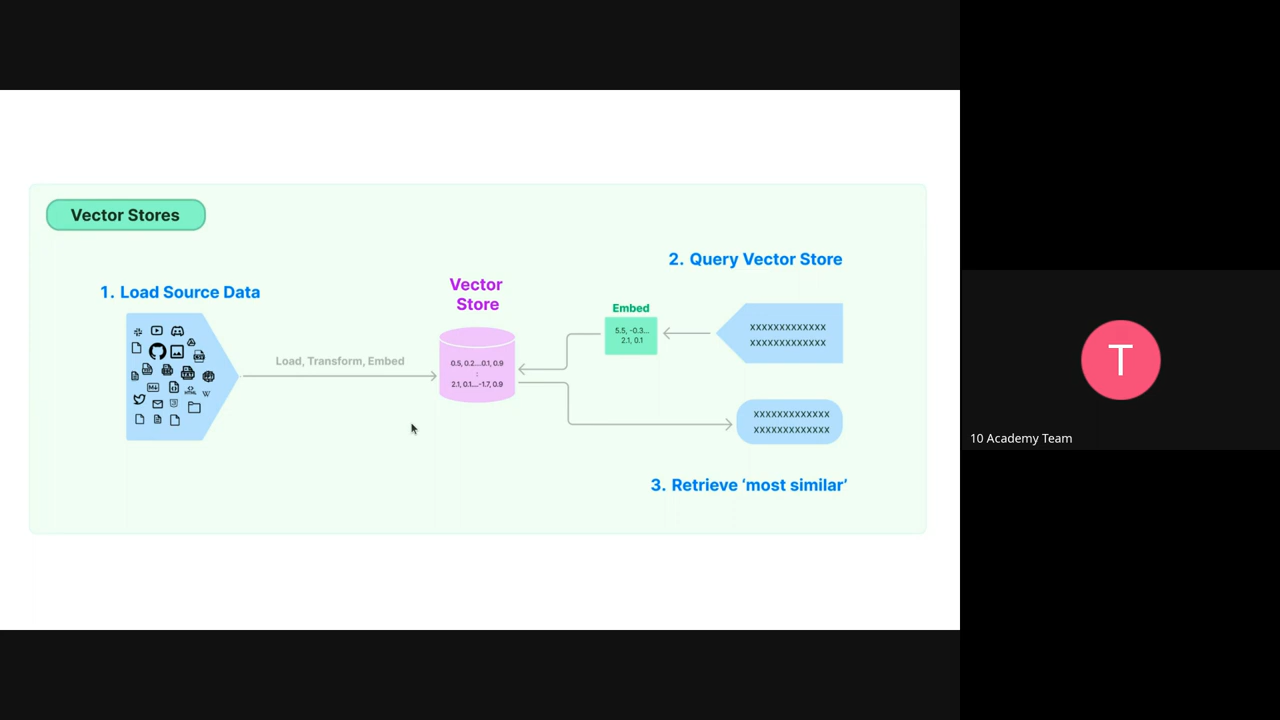 Vector Stores
1. Load Source Data
Load, Transform, Embed
Vector
Store
0.5, 0.2...0.1, 0.9
:
2.1, 0.1...-1.7, 0.9
2. Query Vector Store
Embed
5.5, -0.3...
2.1, 0.1
XXXXXXXXXXXXX
XXXXXXXXXXXXX
XXXXXXXXXXXXX
XXXXXXXXXXXXX
3. Retrieve ‘most similar’
HTML
W
T
10 Academy Team